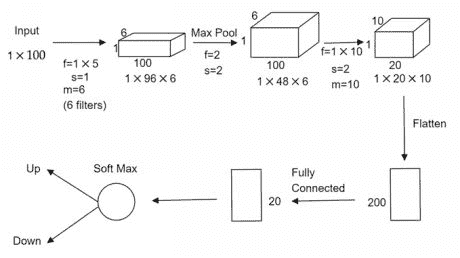 Input
1×100
f=1×5
s=1
m=6
(6 filters)
6
1
100
1×96×6
Max Pool
f=2
s=2
6
1
100
1×48×6
f=1×10
s=2
m=10
10
1
20
1×20×10
Flatten
200
Fully
Connected
20
Soft Max
Up
Down